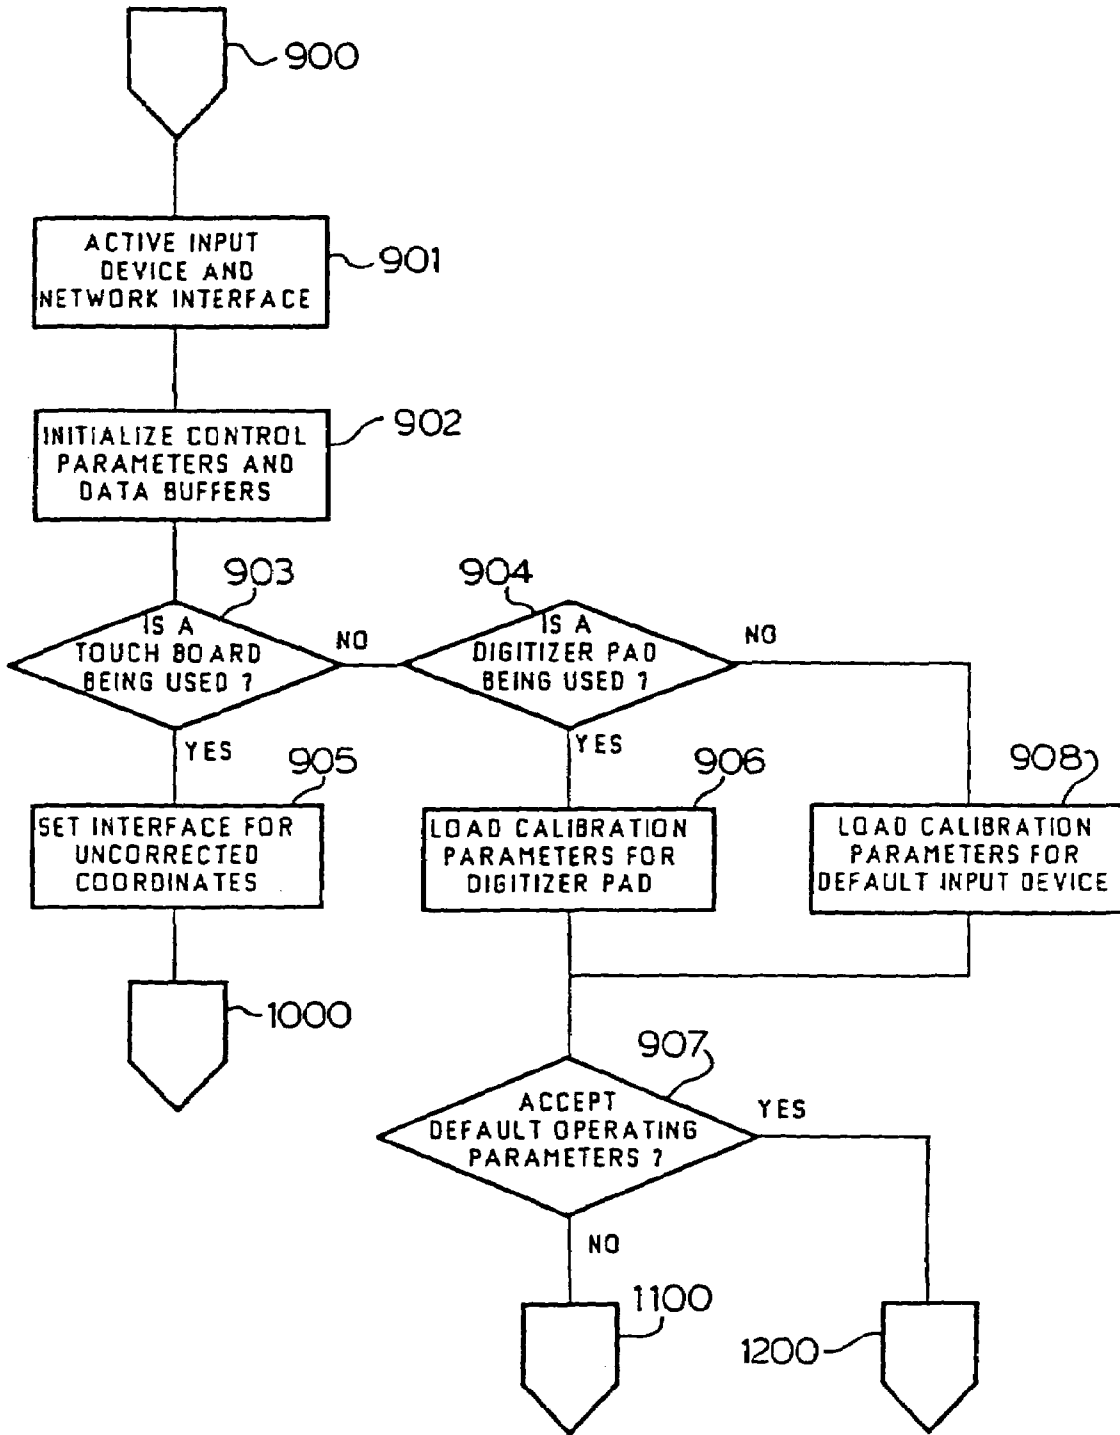 900
ACTIVE INPUT
DEVICE AND
NETWORK INTERFACE
901
INITIALIZE CONTROL
PARAMETERS AND
DATA BUFFERS
902
903
IS A
TOUCH BOARD
BEING USED ?
NO
YES
904
IS A
DIGITIZER PAD
BEING USED ?
NO
YES
905
SET INTERFACE FOR
UNCORRECTED
COORDINATES
906
LOAD CALIBRATION
PARAMETERS FOR
DIGITIZER PAD
908
LOAD CALIBRATION
PARAMETERS FOR
DEFAULT INPUT DEVICE
1000
907
ACCEPT
DEFAULT OPERATING
PARAMETERS ?
YES
NO
1100
1200